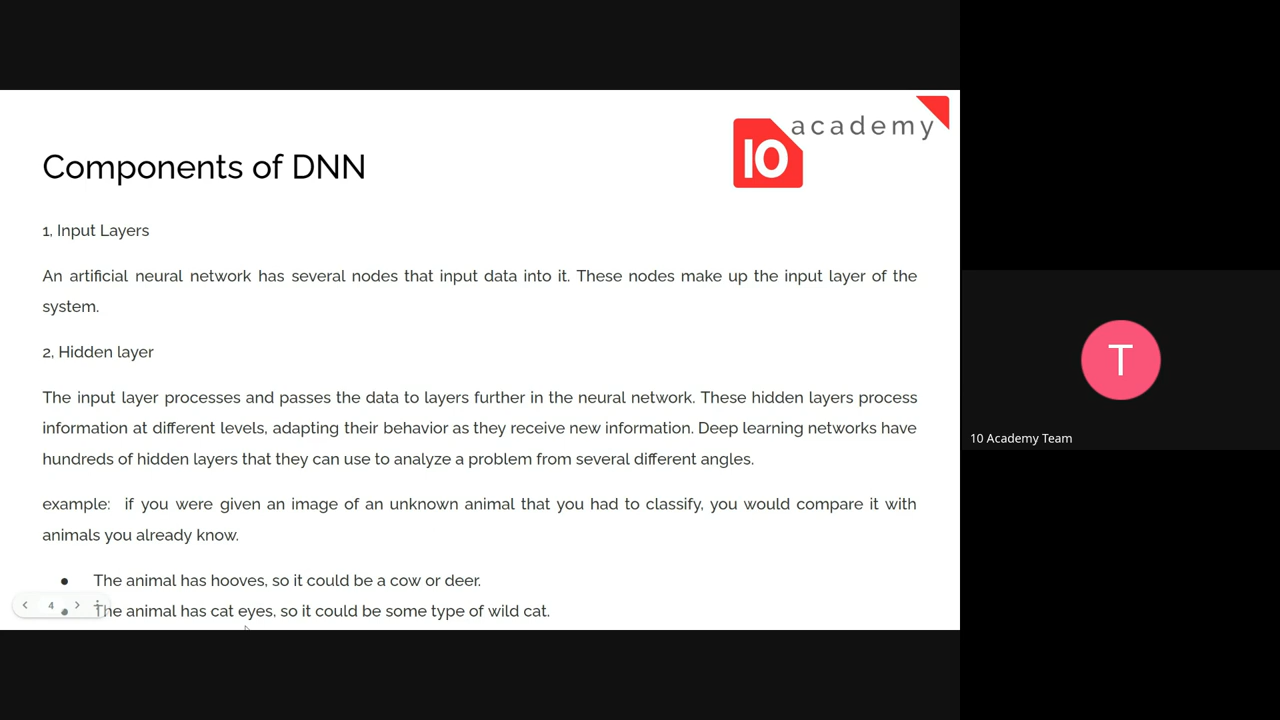 academy
10
Components of DNN
1, Input Layers
An artificial neural network has several nodes that input data into it. These nodes make up the input layer of the
system.
2, Hidden layer
The input layer processes and passes the data to layers further in the neural network. These hidden layers process
information at different levels, adapting their behavior as they receive new information. Deep learning networks have
hundreds of hidden layers that they can use to analyze a problem from several different angles.
example: if you were given an image of an unknown animal that you had to classify, you would compare it with
animals you already know.
● The animal has hooves, so it could be a cow or deer.
● The animal has cat eyes, so it could be some type of wild cat.
4
T
10 Academy Team